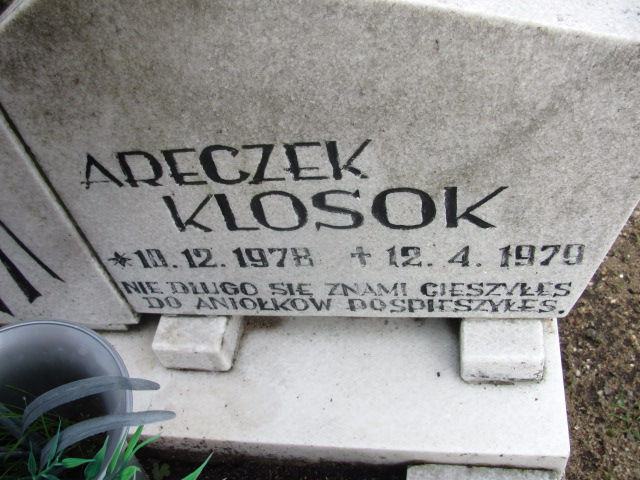 ARECZEK
KLOSOK
*10.12.1978 +12.4.1979
NIE DŁUGO SIĘ ZNAMI CIESZYŁEŚ
DO ANIOŁKÓW POSPIESZYŁEŚ.